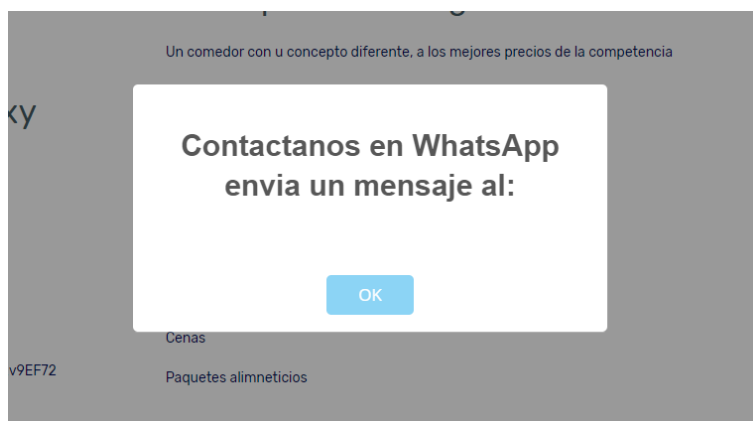 Un comedor con u concepto diferente, a los mejores precios de la competencia
xy
Contactanos en WhatsApp
envia un mensaje al:
OK
Cenas
v9EF72
Paquetes alimneticios